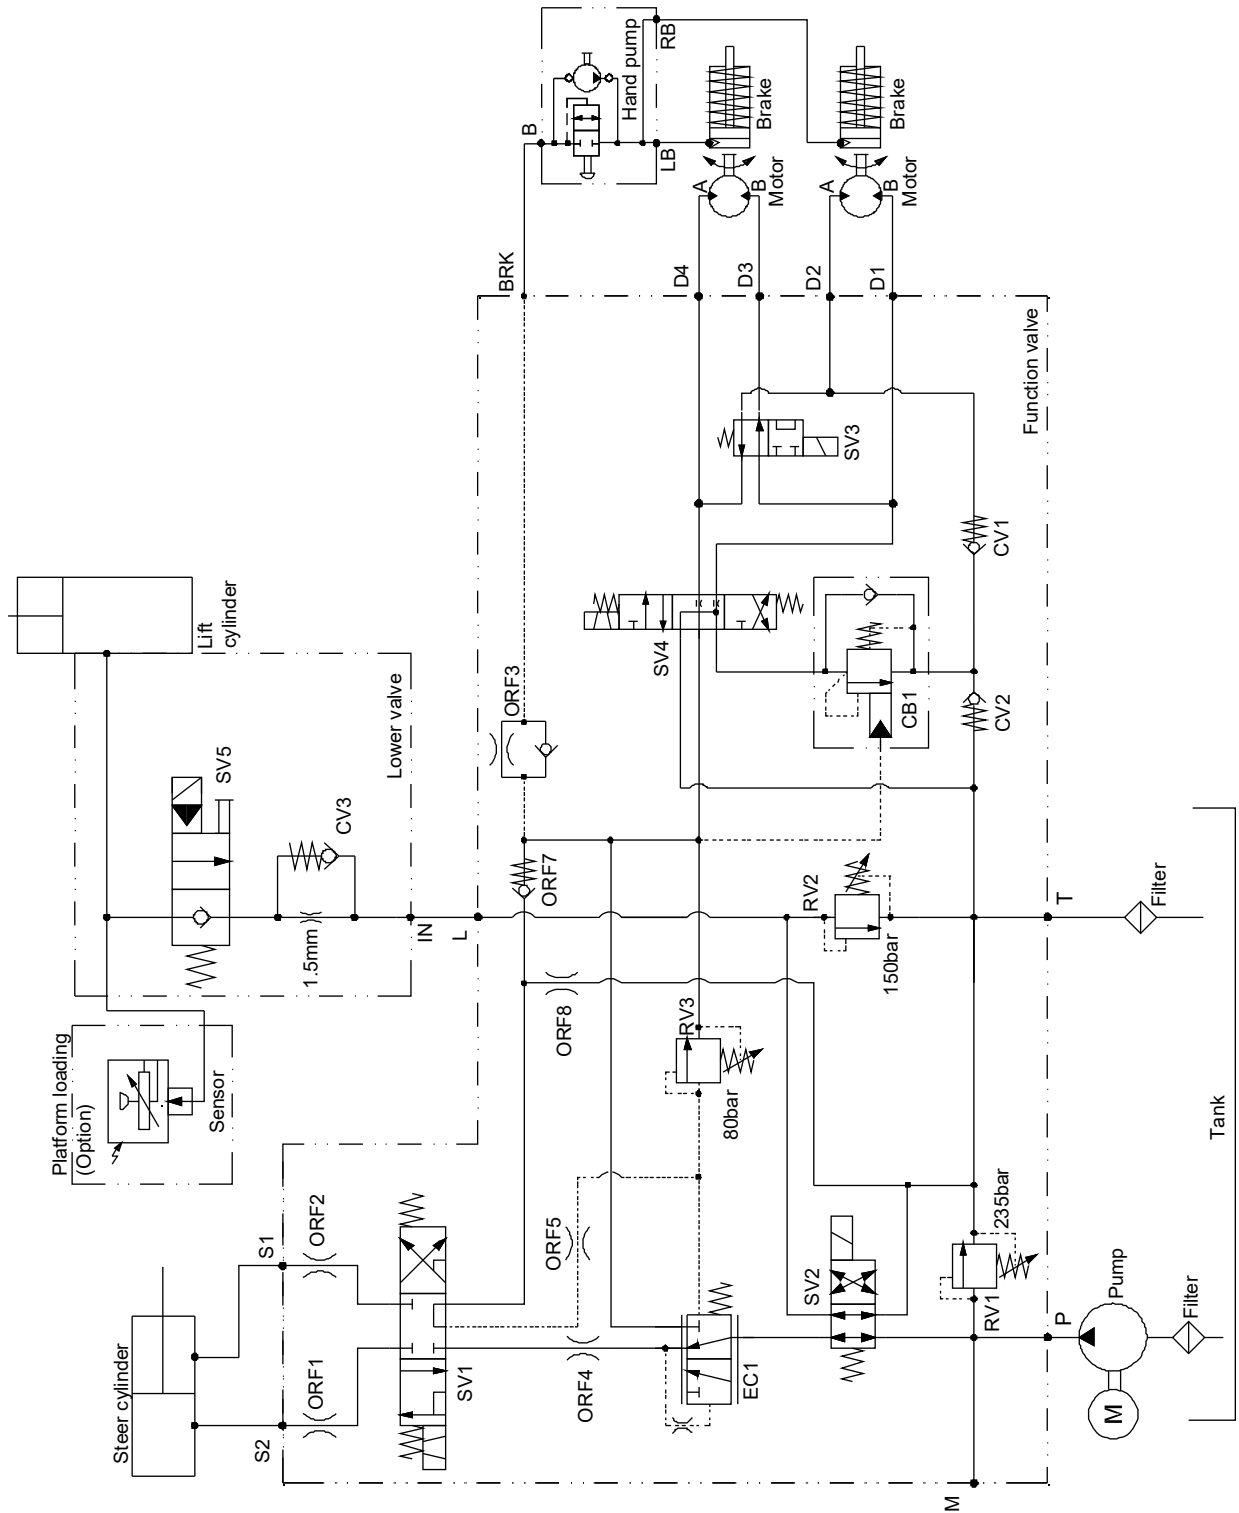 RB
Hand pump
B
LB
Brake
Brake
A
B
Motor
A
B
Motor
BRK
D4
D3
D2
D1
Function valve
SV3
Lift
cylinder
CV1
SV4
ORF3
CB1
CV2
Lower valve
SV5
CV3
1.5mm
IN
L
ORF7
RV2
150bar
T
Filter
ORF8
RV3
80bar
Platform loading
(Option)
Sensor
Tank
S1
ORF2
ORF5
SV2
235bar
RV1
Pump
P
Filter
M
Steer cylinder
ORF1
S2
SV1
ORF4
EC1
M